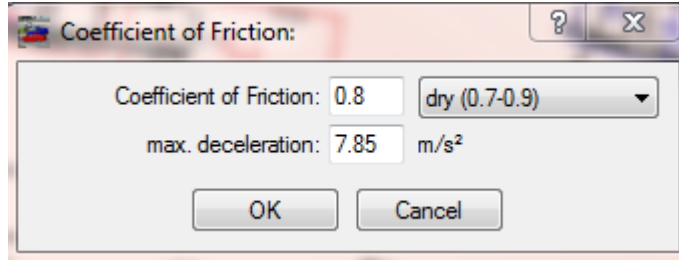 Coefficient of Friction:
Coefficient of Friction: 0.8 dry (0.7-0.9)
max. deceleration: 7.85 m/s²
OK Cancel